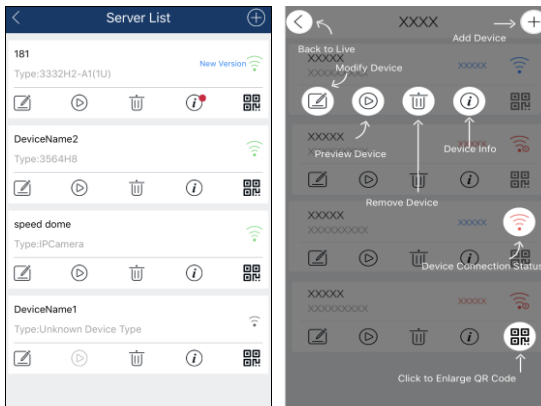 Server List
181
New Version
Type:3332H2-A1(1U)
DeviceName2
Type:3564H8
speed dome
Type:IPCamera
DeviceName1
Type:Unknown Device Type
XXXX
Add Device
Back to Live
XXXXX
Modify Device
XXXXX
XXXXX
Preview Device
Device Info
Remove Device
XXXXX
XXXXX
XXXXXXXXX
Device Connection Status
XXXXX
XXXXX
XXXXXXXXX
Click to Enlarge QR Code